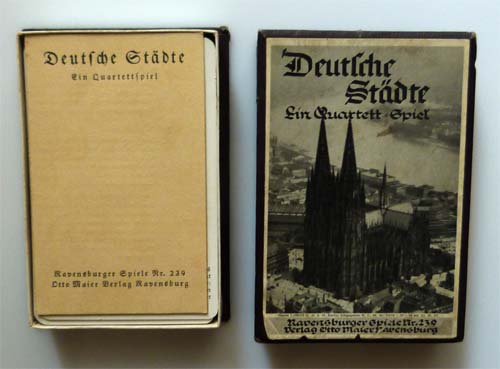 Deutsche Städte
Ein Quartettspiel
Ravensburger Spiele Nr. 239
Otto Maier Verlag Ravensburg
Deutsche
Städte
Ein Quartett-Spiel
Ravensburger Spiele Nr. 239
Verlag Otto Maier Ravensburg